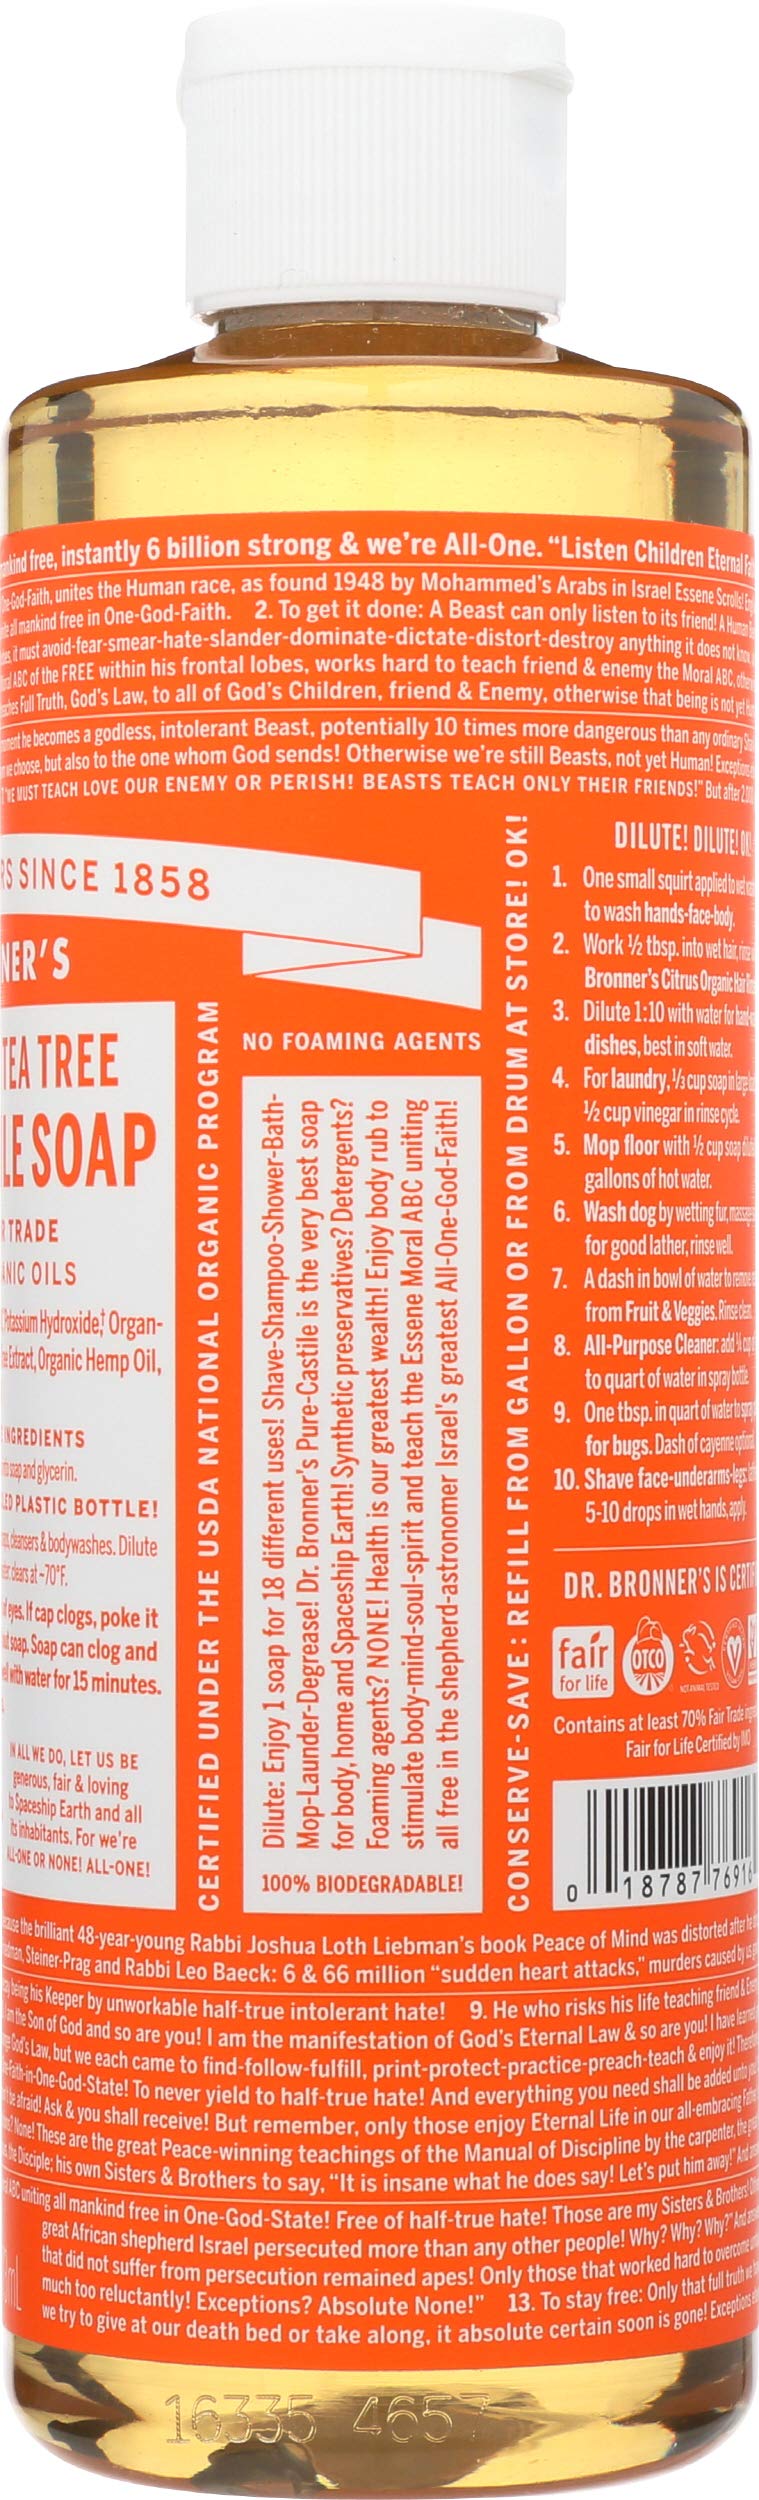 free, instantly 6 billion strong & we're All-One. "Listen Children Eternal
One-God-Faith, unites the Human race, as found 1948 by Mohammed's Arabs in Israel Essene Scrolls!
all mankind free in One-God-Faith. 2. To get it done: A Beast can only listen to its friend! A Human
it must avoid-fear-smear-hate-slander-dominate-dictate-distort-destroy anything it does not know,
ABC of the FREE within his frontal lobes, works hard to teach friend & enemy the Moral ABC,
Full Truth, God's Law, to all of God's Children, friend & Enemy, otherwise that being is not yet
he becomes a godless, intolerant Beast, potentially 10 times more dangerous than any ordinary
we choose, but also to the one whom God sends! Otherwise we're still Beasts, not yet Human! Exceptions
"WE MUST TEACH LOVE OUR ENEMY OR PERISH! BEASTS TEACH ONLY THEIR FRIENDS!" But after
RS SINCE 1858
NER'S
TEA TREE
LE SOAP
R TRADE
ANIC OILS
Potassium Hydroxide,† Organ-
Extract, Organic Hemp Oil,
INGREDIENTS
soap and glycerin.
ED PLASTIC BOTTLE!
cleansers & bodywashes. Dilute
clears at ~70°F.
of eyes. If cap clogs, poke it
soap. Soap can clog and
with water for 15 minutes.
IN ALL WE DO, LET US BE
generous, fair & loving
to Spaceship Earth and all
its inhabitants. For we're
ALL-ONE OR NONE! ALL-ONE!
CERTIFIED UNDER THE USDA NATIONAL ORGANIC PROGRAM
NO FOAMING AGENTS
Dilute: Enjoy 1 soap for 18 different uses! Shave-Shampoo-Shower-Bath-
Mop-Launder-Degrease! Dr. Bronner's Pure-Castile is the very best soap
for body, home and Spaceship Earth! Synthetic preservatives? Detergents?
Foaming agents? NONE! Health is our greatest wealth! Enjoy body rub to
stimulate body-mind-soul-spirit and teach the Essene Moral ABC uniting
all free in the shepherd-astronomer Israel's greatest All-One-God-Faith!
100% BIODEGRADABLE!
CONSERVE-SAVE: REFILL FROM GALLON OR FROM DRUM AT STORE! OK!
DILUTE! DILUTE! OK!
1. One small squirt applied to wet
to wash hands-face-body.
2. Work ½ tbsp. into wet hair, rinse
Bronner's Citrus Organic Hair
3. Dilute 1:10 with water for
dishes, best in soft water.
4. For laundry, ⅓ cup soap in large
½ cup vinegar in rinse cycle.
5. Mop floor with ½ cup soap
gallons of hot water.
6. Wash dog by wetting fur, massage
for good lather, rinse well.
7. A dash in bowl of water to remove
from Fruit & Veggies. Rinse clean.
8. All-Purpose Cleaner: add ¼ cup
to quart of water in spray bottle.
9. One tbsp. in quart of water to spray
for bugs. Dash of cayenne optional.
10. Shave face-underarms-legs:
5-10 drops in wet hands, apply.
DR. BRONNER'S IS CERTIFI
fair
for life
OTCO
NOT ANIMAL TESTED
V
Contains at least 70% Fair Trade
Fair for Life Certified by IMO
0 18787 76916
the brilliant 48-year-young Rabbi Joshua Loth Liebman's book Peace of Mind was distorted after he
Steiner-Prag and Rabbi Leo Baeck: 6 & 66 million "sudden heart attacks," murders caused by
being his Keeper by unworkable half-true intolerant hate! 9. He who risks his life teaching friend &
I am the Son of God and so are you! I am the manifestation of God's Eternal Law & so are you! I have
God's Law, but we each came to find-follow-fulfill, print-protect-practice-preach-teach & enjoy it!
Faith-in-One-God-State! To never yield to half-true hate! And everything you need shall be added unto
be afraid! Ask & you shall receive! But remember, only those enjoy Eternal Life in our all-embracing
None! These are the great Peace-winning teachings of the Manual of Discipline by the carpenter, the
the Disciple; his own Sisters & Brothers to say, "It is insane what he does say! Let's put him away!" And
ABC uniting all mankind free in One-God-State! Free of half-true hate! Those are my Sisters & Brothers!
great African shepherd Israel persecuted more than any other people! Why? Why? Why?" And
that did not suffer from persecution remained apes! Only those that worked hard to overcome
much too reluctantly! Exceptions? Absolute None!" 13. To stay free: Only that full truth we
we try to give at our death bed or take along, it absolute certain soon is gone! Exceptions
mL
16335 4657